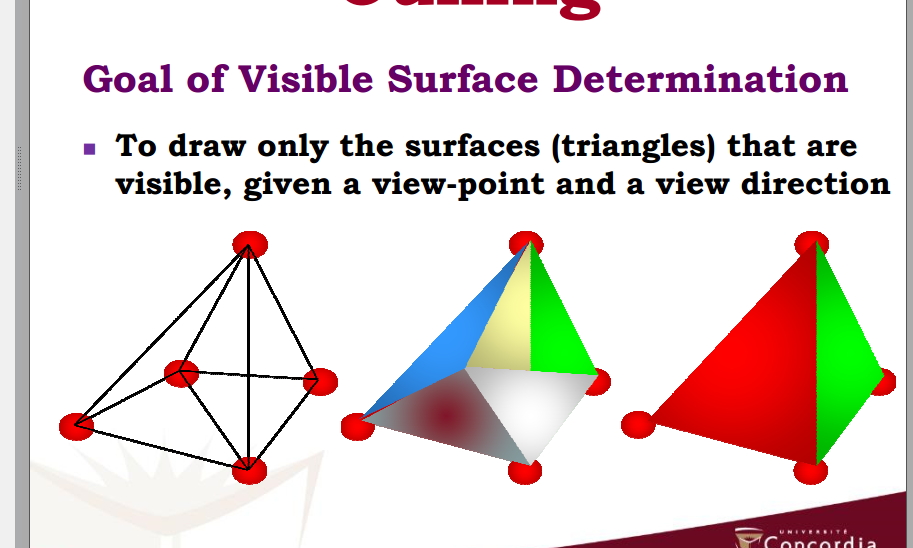 Goal of Visible Surface Determination
To draw only the surfaces (triangles) that are
visible, given a view-point and a view direction
UNIVERSITÉ
Concordia